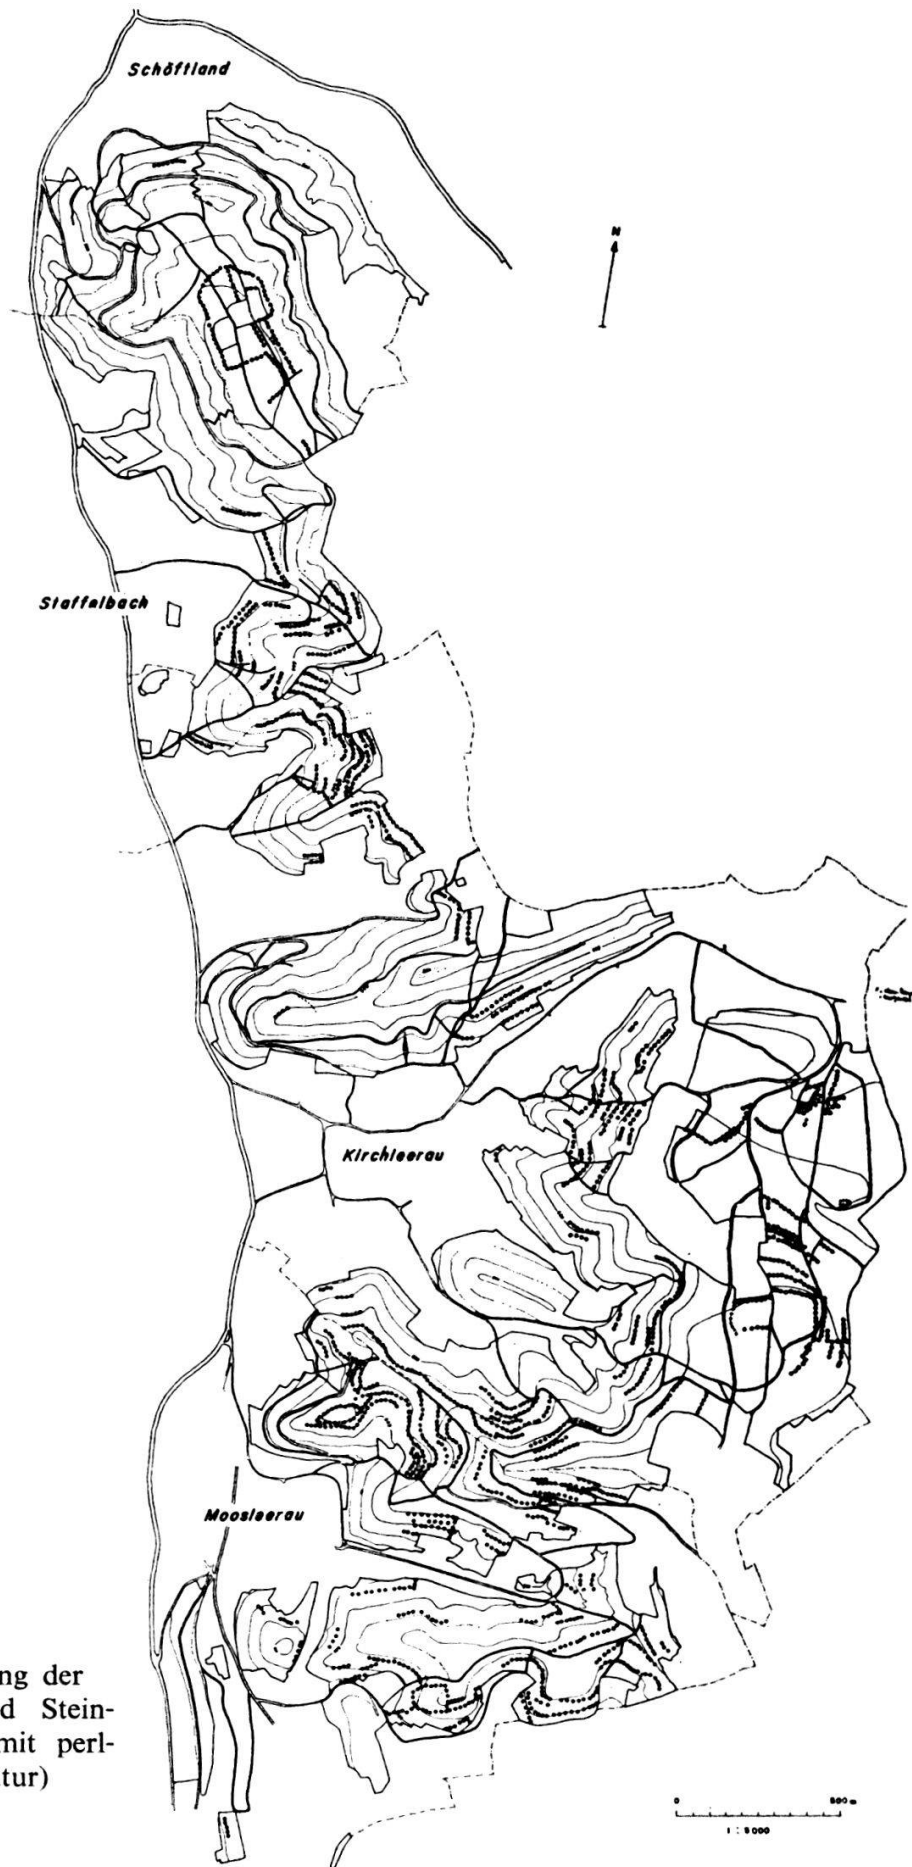 Schöftland
N
Staffelbach
Kirchleerau
Moosleerau
ng der
d Stein-
mit perl-
tur)
0 500 m
1 : 5000